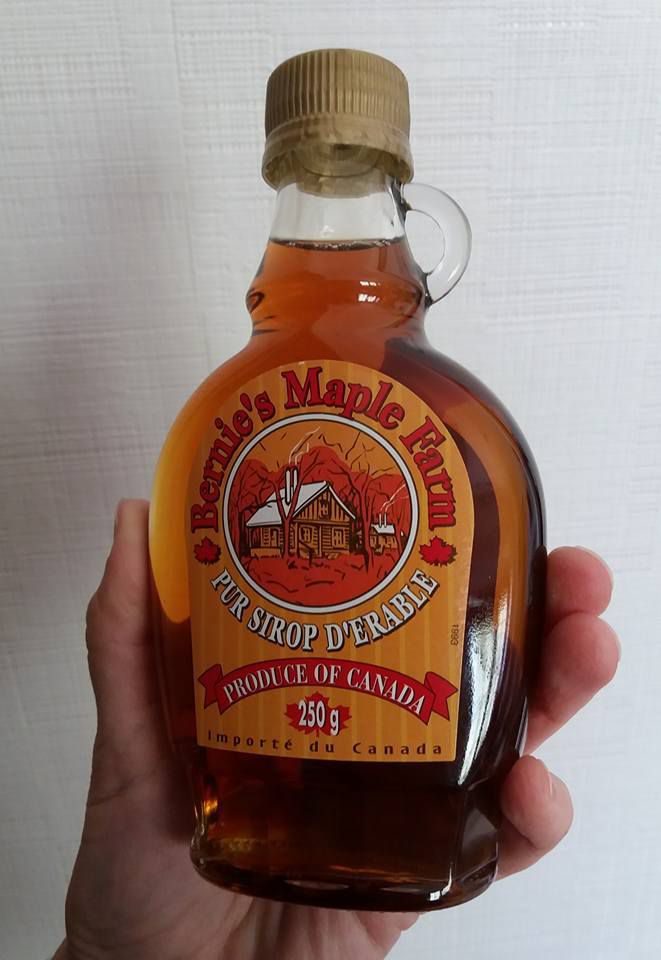 Bernie's Maple Farm
PUR SIROP D'ERABLE
1993
PRODUCE OF CANADA
250 g
Importé du Canada